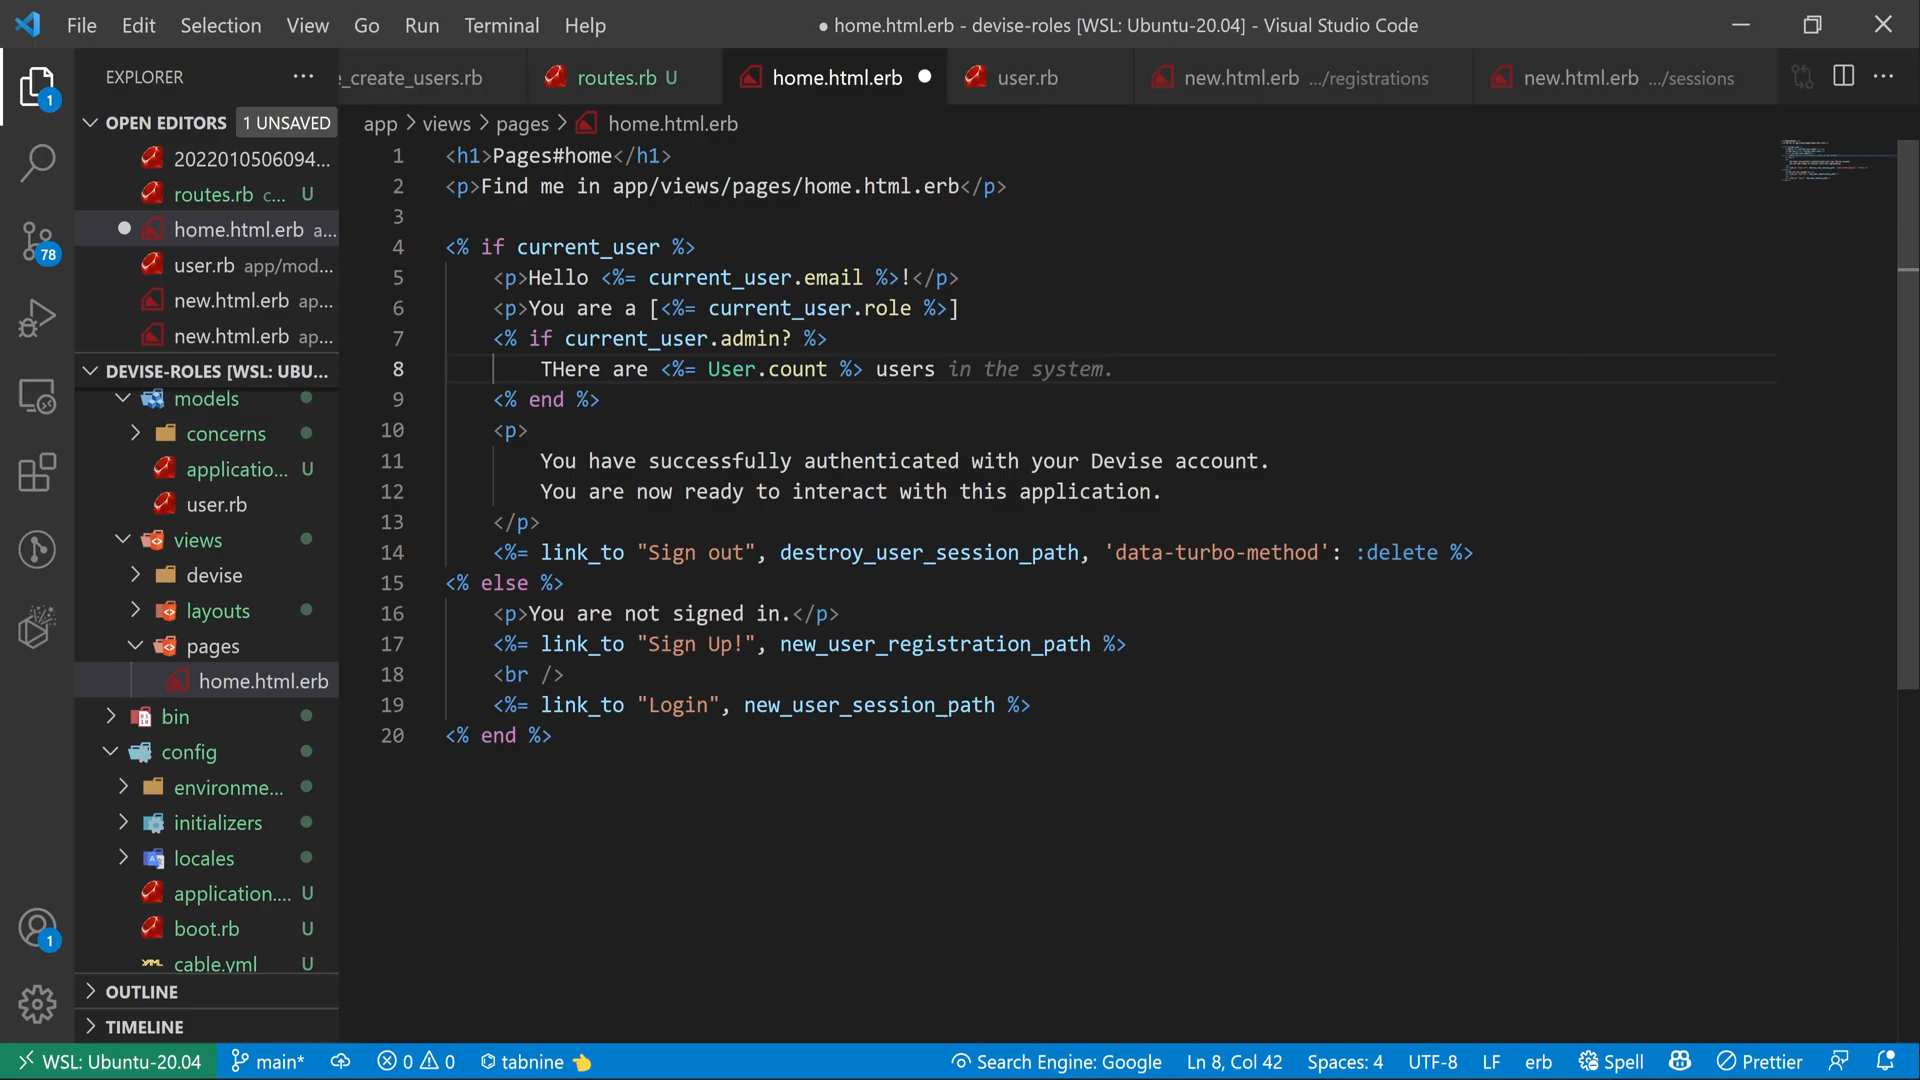 File Edit Selection View Go Run Terminal Help
● home.html.erb - devise-roles [WSL: Ubuntu-20.04] - Visual Studio Code
EXPLORER ···
_create_users.rb
routes.rb U
home.html.erb ●
user.rb
new.html.erb .../registrations
new.html.erb .../sessions
1
78
1
OPEN EDITORS 1 UNSAVED
2022010506094...
routes.rb c... U
● home.html.erb a...
user.rb app/mod...
new.html.erb ap...
new.html.erb ap...
DEVISE-ROLES [WSL: UBU...
models
concerns
applicatio... U
user.rb
views
devise
layouts
pages
home.html.erb
bin
config
environme...
initializers
locales
application.... U
boot.rb U
cable.yml U
OUTLINE
TIMELINE
app > views > pages > home.html.erb
1 <h1>Pages#home</h1>
2 <p>Find me in app/views/pages/home.html.erb</p>
3
4 <% if current_user %>
5 <p>Hello <%= current_user.email %>!</p>
6 <p>You are a [<%= current_user.role %>]
7 <% if current_user.admin? %>
8 THere are <%= User.count %> users in the system.
9 <% end %>
10 <p>
11 You have successfully authenticated with your Devise account.
12 You are now ready to interact with this application.
13 </p>
14 <%= link_to "Sign out", destroy_user_session_path, 'data-turbo-method': :delete %>
15 <% else %>
16 <p>You are not signed in.</p>
17 <%= link_to "Sign Up!", new_user_registration_path %>
18 <br />
19 <%= link_to "Login", new_user_session_path %>
20 <% end %>
WSL: Ubuntu-20.04 main* 0 0 tabnine 👈 Search Engine: Google Ln 8, Col 42 Spaces: 4 UTF-8 LF erb Spell Prettier